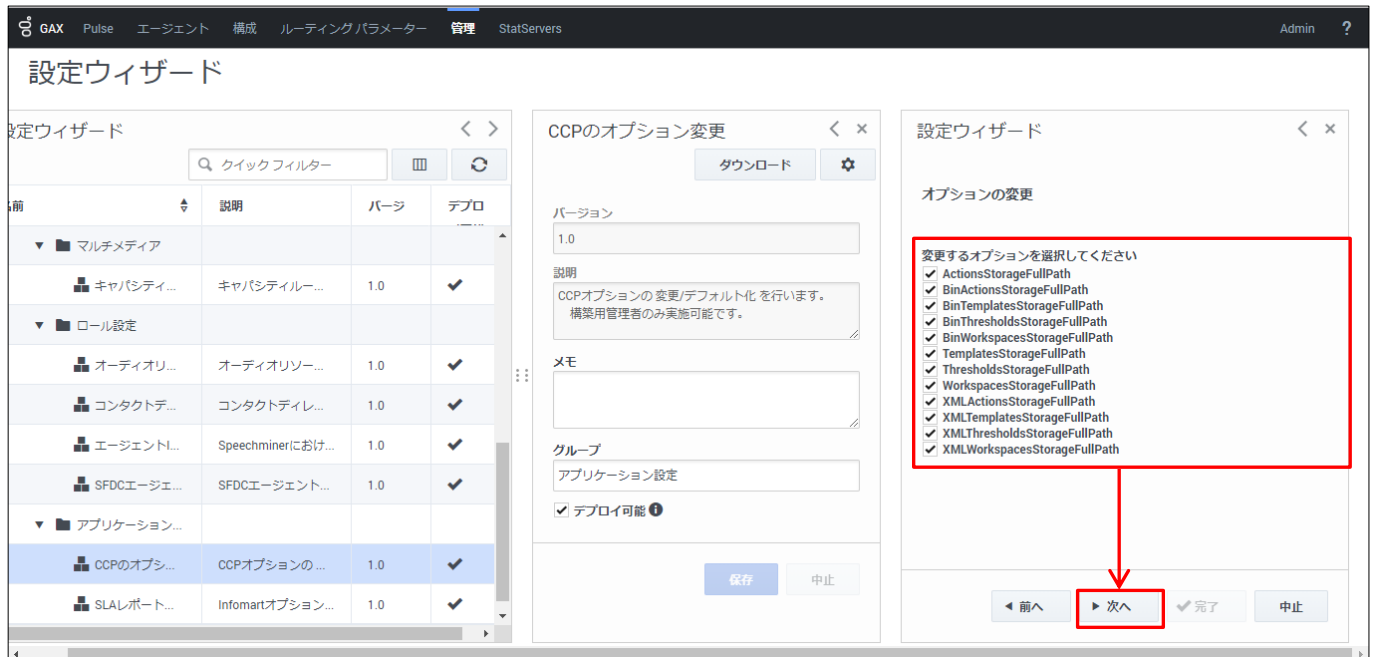 GAX Pulse エージェント 構成 ルーティング パラメーター 管理 StatServers Admin ?
設定ウィザード
設定ウィザード
クイック フィルター
名前 説明 バージ デプロ
マルチメディア
キャパシティ... キャパシティルー... 1.0
ロール設定
オーディオリ... オーディオリソー... 1.0
コンタクトデ... コンタクトディレ... 1.0
エージェントI... Speechminerにおけ... 1.0
SFDCエージェ... SFDCエージェント... 1.0
アプリケーション...
CCPのオプシ... CCPオプションの ... 1.0
SLAレポート... Infomartオプション... 1.0
CCPのオプション変更
ダウンロード
バージョン
1.0
説明
CCPオプションの 変更/デフォルト化 を行います。
構築用管理者のみ実施可能です。
メモ
グループ
アプリケーション設定
デプロイ可能
保存 中止
設定ウィザード
オプションの変更
変更するオプションを選択してください
ActionsStorageFullPath
BinActionsStorageFullPath
BinTemplatesStorageFullPath
BinThresholdsStorageFullPath
BinWorkspacesStorageFullPath
TemplatesStorageFullPath
ThresholdsStorageFullPath
WorkspacesStorageFullPath
XMLActionsStorageFullPath
XMLTemplatesStorageFullPath
XMLThresholdsStorageFullPath
XMLWorkspacesStorageFullPath
前へ 次へ 完了 中止